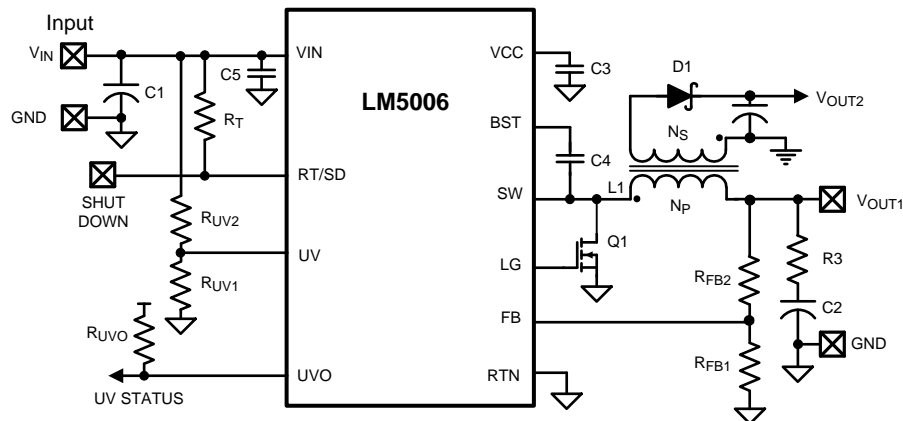 Input
VIN
C1
GND
C5
RT
SHUT
DOWN
RUV2
RUV1
RUVO
UV STATUS
LM5006
VIN
RT/SD
UV
UVO
VCC
BST
SW
LG
FB
RTN
C3
C4
D1
VOUT2
NS
L1
NP
VOUT1
Q1
RFB2
R3
C2
RFB1
GND